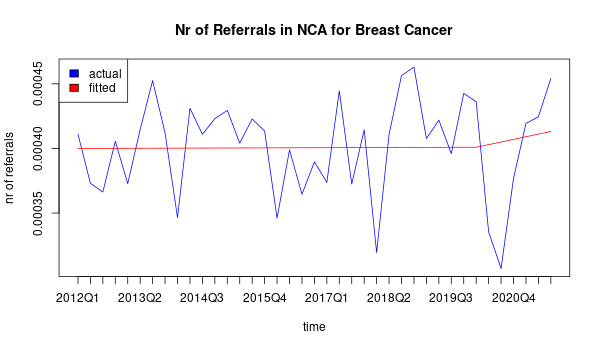 Nr of Referrals in NCA for Breast Cancer
actual
fitted
nr of referrals
0.00045
0.00040
0.00035
2012Q1 2013Q2 2014Q3 2015Q4 2017Q1 2018Q2 2019Q3 2020Q4
time